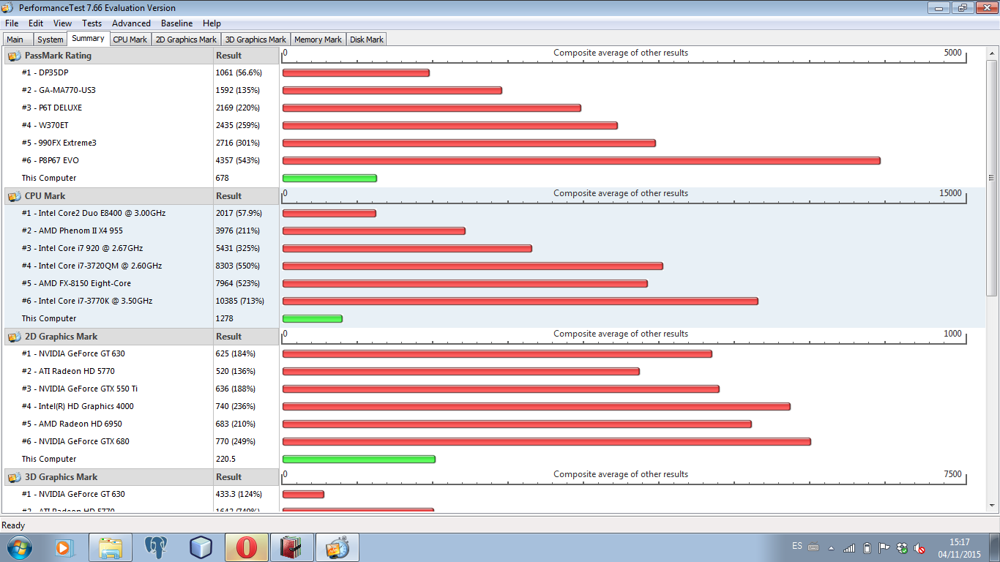 PerformanceTest 7.66 Evaluation Version
File Edit View Tests Advanced Baseline Help
Main System Summary CPU Mark 2D Graphics Mark 3D Graphics Mark Memory Mark Disk Mark
PassMark Rating Result 0 Composite average of other results 5000
#1 - DP35DP 1061 (56.6%)
#2 - GA-MA770-US3 1592 (135%)
#3 - P6T DELUXE 2169 (220%)
#4 - W370ET 2435 (259%)
#5 - 990FX Extreme3 2716 (301%)
#6 - P8P67 EVO 4357 (543%)
This Computer 678
CPU Mark Result 0 Composite average of other results 15000
#1 - Intel Core2 Duo E8400 @ 3.00GHz 2017 (57.9%)
#2 - AMD Phenom II X4 955 3976 (211%)
#3 - Intel Core i7 920 @ 2.67GHz 5431 (325%)
#4 - Intel Core i7-3720QM @ 2.60GHz 8303 (550%)
#5 - AMD FX-8150 Eight-Core 7964 (523%)
#6 - Intel Core i7-3770K @ 3.50GHz 10385 (713%)
This Computer 1278
2D Graphics Mark Result 0 Composite average of other results 1000
#1 - NVIDIA GeForce GT 630 625 (184%)
#2 - ATI Radeon HD 5770 520 (136%)
#3 - NVIDIA GeForce GTX 550 Ti 636 (188%)
#4 - Intel(R) HD Graphics 4000 740 (236%)
#5 - AMD Radeon HD 6950 683 (210%)
#6 - NVIDIA GeForce GTX 680 770 (249%)
This Computer 220.5
3D Graphics Mark Result 0 Composite average of other results 7500
#1 - NVIDIA GeForce GT 630 433.3 (124%)
#2 - ATI Radeon HD 5770
Ready
ES 15:17
04/11/2015